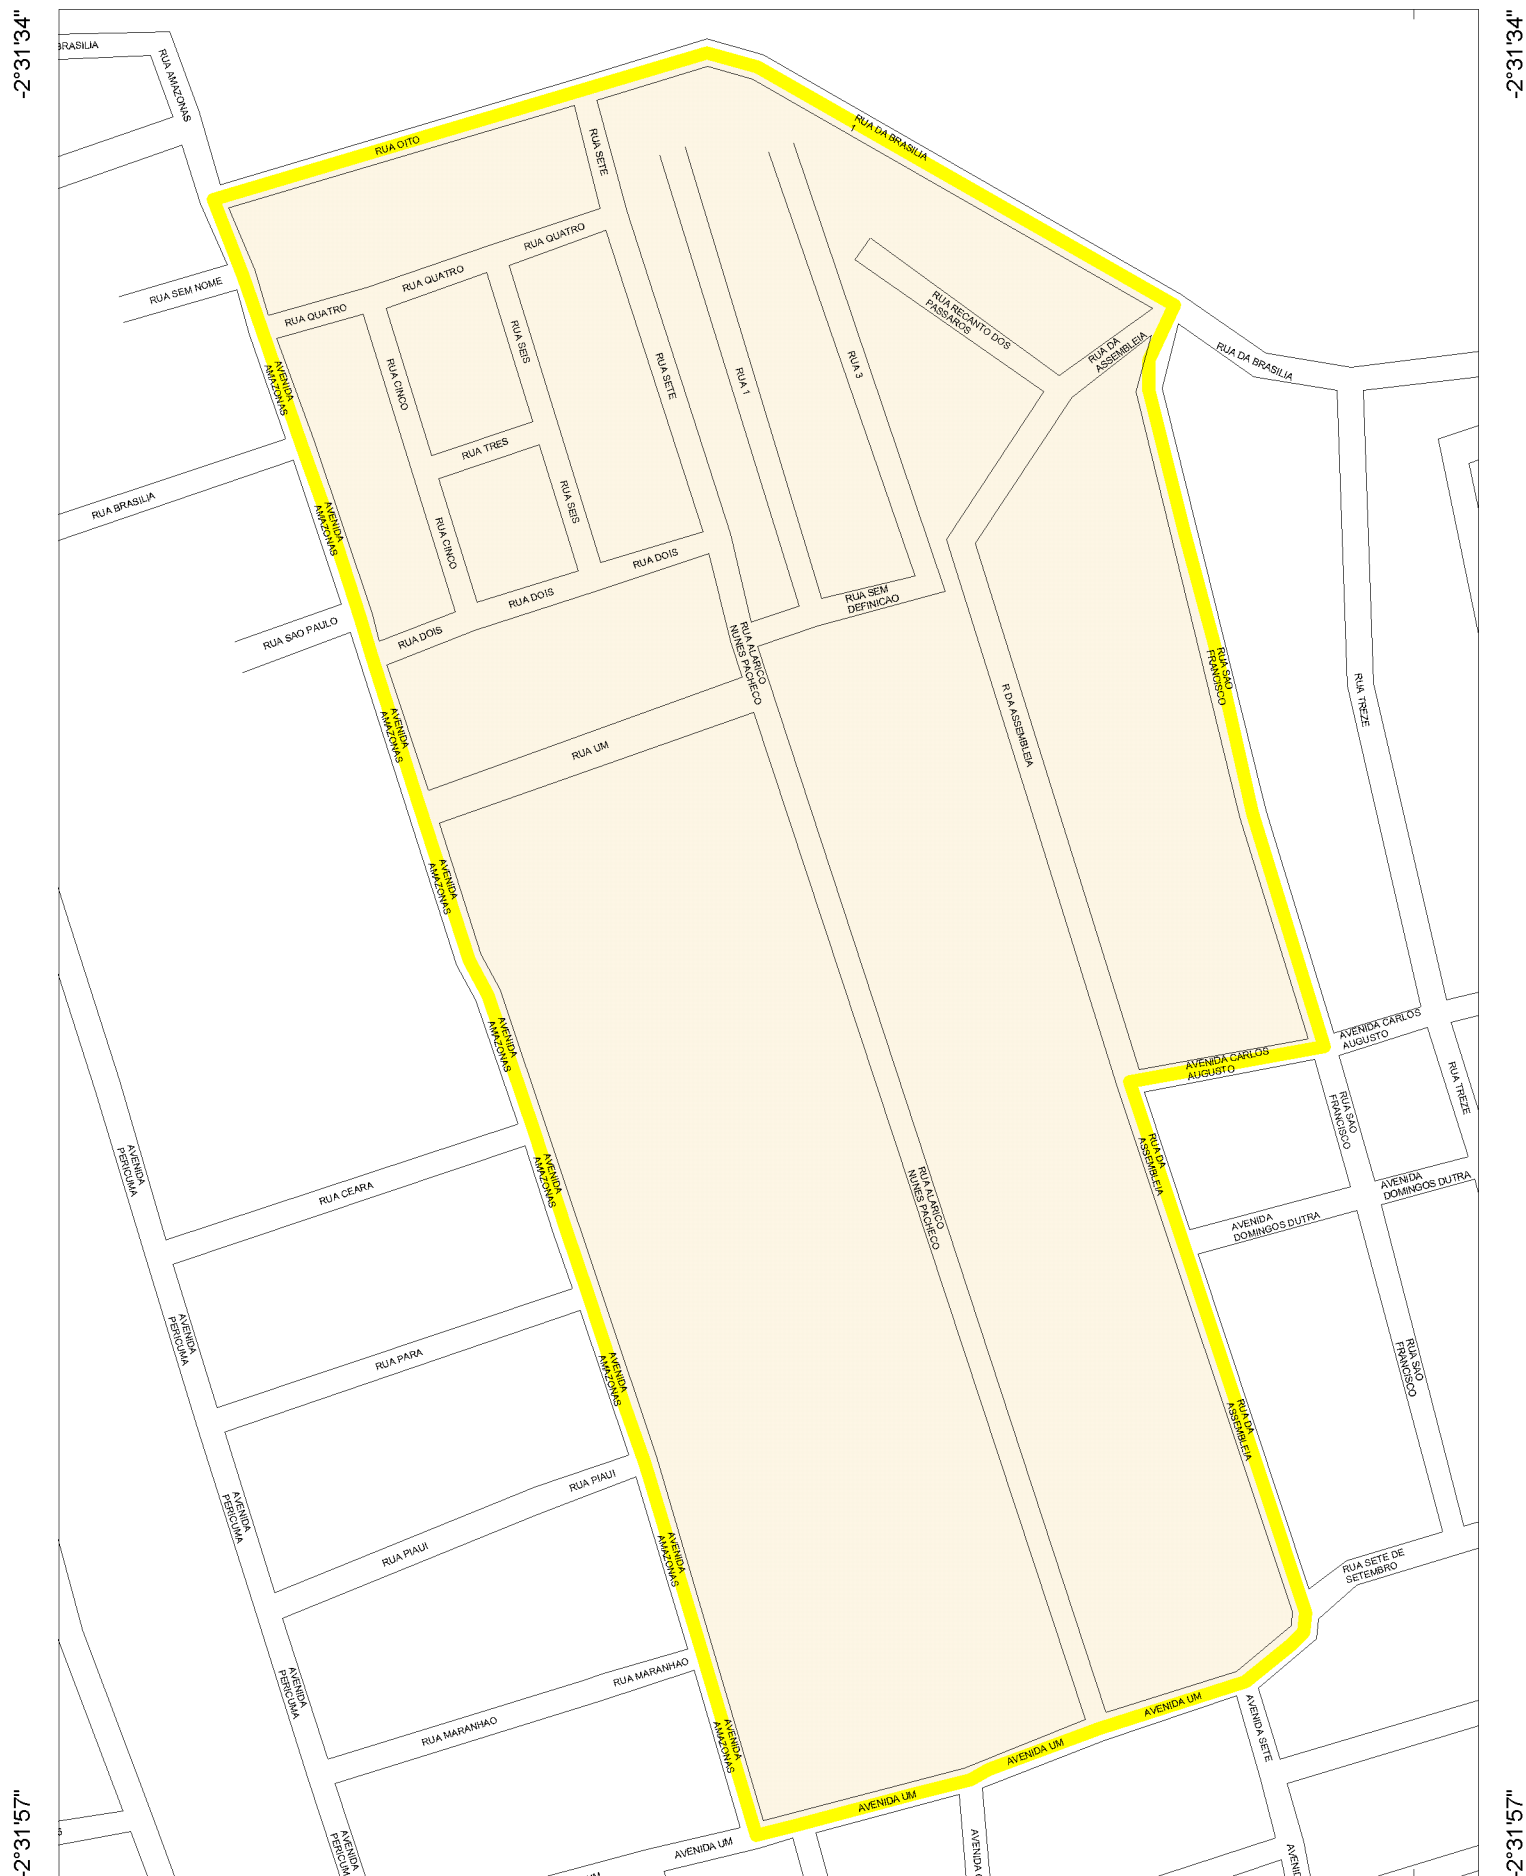 -2°31'34"
-2°31'34"
BRASILIA
RUA AMAZONAS
RUA OITO
RUA SETE
1
RUA DA BRASILIA
RUA QUATRO
RUA QUATRO
RUA QUATRO
RUA SEM NOME
RUA RECANTO DOS
PASSAROS
RUA DA
ASSEMBLEIA
RUA DA BRASILIA
AVENIDA
AMAZONAS
RUA CINCO
RUA SEIS
RUA SETE
RUA 1
RUA 3
RUA TRES
RUA BRASILIA
AVENIDA
AMAZONAS
RUA CINCO
RUA SEIS
RUA DOIS
RUA DOIS
RUA DOIS
RUA SEM
DEFINICAO
RUA SAO PAULO
RUA ALARICO
NUNES PACHECO
RUA SAO
FRANCISCO
RUA TREZE
R DA ASSEMBLEIA
AVENIDA
AMAZONAS
RUA UM
AVENIDA
AMAZONAS
AVENIDA
AMAZONAS
AVENIDA CARLOS
AUGUSTO
AVENIDA CARLOS
AUGUSTO
RUA SAO
FRANCISCO
RUA TREZE
AVENIDA
PERICUMA
RUA CEARA
AVENIDA
AMAZONAS
RUA ALARICO
NUNES PACHECO
RUA DA
ASSEMBLEIA
AVENIDA
DOMINGOS DUTRA
AVENIDA
DOMINGOS DUTRA
AVENIDA
PERICUMA
RUA PARA
AVENIDA
AMAZONAS
RUA SAO
FRANCISCO
RUA DA
ASSEMBLEIA
AVENIDA
PERICUMA
RUA PIAUI
RUA PIAUI
AVENIDA
AMAZONAS
RUA SETE DE
SETEMBRO
AVENIDA
PERICUMA
RUA MARANHAO
RUA MARANHAO
AVENIDA
AMAZONAS
AVENIDA UM
AVENIDA UM
AVENIDA UM
AVENIDA UM
AVENIDA SETE
AVENIDA
PERICUMA
UM
AVENIDA
AVENID
-2°31'57"
-2°31'57"